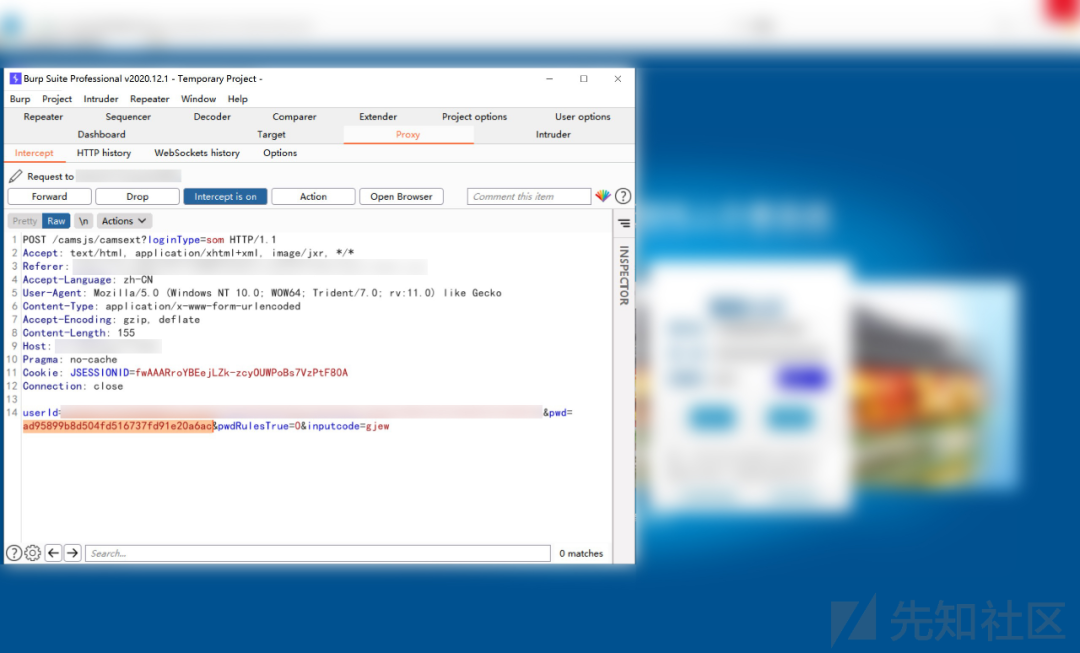 Burp Suite Professional v2020.12.1 - Temporary Project -
Burp Project Intruder Repeater Window Help
Repeater Sequencer Decoder Comparer Extender Project options User options
Dashboard Target Proxy Intruder
Intercept HTTP history WebSockets history Options
Request to
Forward Drop Intercept is on Action Open Browser Comment this item
Pretty Raw \n Actions
1 POST /camsjs/camsext?loginType=som HTTP/1.1
2 Accept: text/html, application/xhtml+xml, image/jxr, */*
3 Referer:
4 Accept-Language: zh-CN
5 User-Agent: Mozilla/5.0 (Windows NT 10.0; WOW64; Trident/7.0; rv:11.0) like Gecko
6 Content-Type: application/x-www-form-urlencoded
7 Accept-Encoding: gzip, deflate
8 Content-Length: 155
9 Host:
10 Pragma: no-cache
11 Cookie: JSESSIONID=fwAAARroYBEejLZk-zcyOUWPoBs7VzPtF80A
12 Connection: close
13
14 userId= &pwd=
ad95899b8d504fd516737fd91e20a6ac&pwdRulesTrue=0&inputcode=gjew
INSPECTOR
Search... 0 matches
先知社区